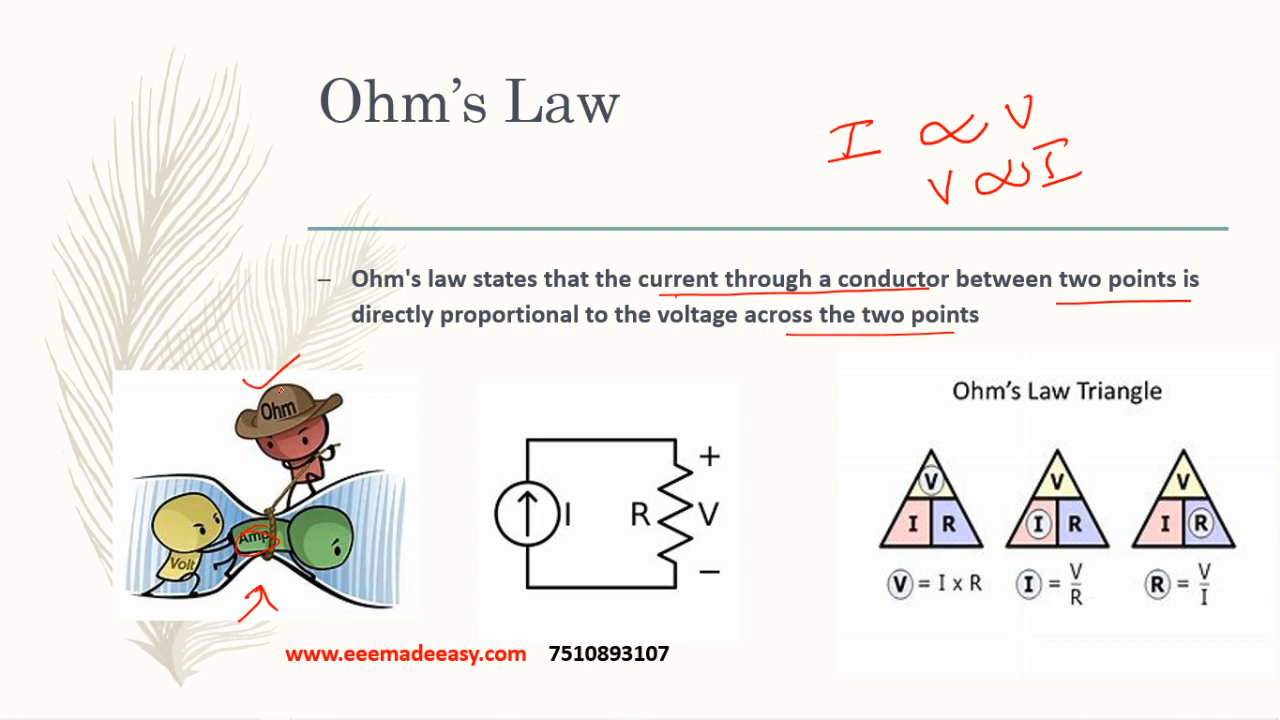 Ohm's Law
I ∝ V
V ∝ I
– Ohm's law states that the current through a conductor between two points is
directly proportional to the voltage across the two points
Ohm
Amp
Volt
I
R
+
V
–
Ohm's Law Triangle
V
I R
V = I x R
V
I R
I = V/R
V
I R
R = V/I
www.eeemadeeasy.com 7510893107